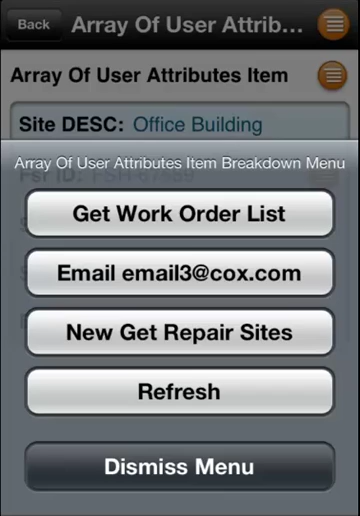 Back
Array Of User Attrib...
Array Of User Attributes Item
Site DESC: Office Building
Array Of User Attributes Item Breakdown Menu
Get Work Order List
Email email3@cox.com
New Get Repair Sites
Refresh
Dismiss Menu